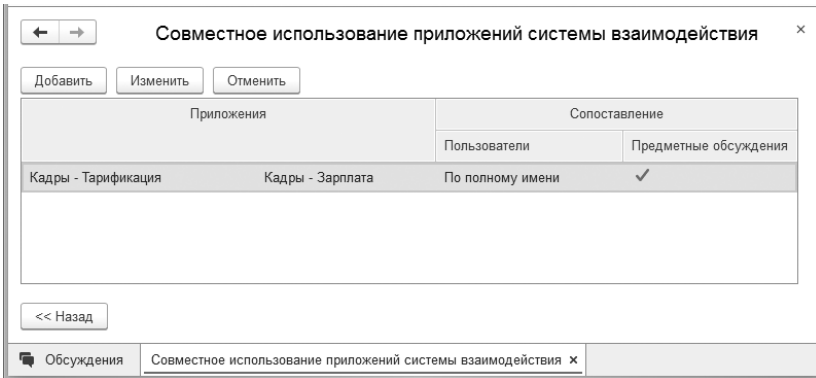 Совместное использование приложений системы взаимодействия
Добавить Изменить Отменить
Приложения Сопоставление
Пользователи Предметные обсуждения
Кадры - Тарификация Кадры - Зарплата По полному имени
<< Назад
Обсуждения Совместное использование приложений системы взаимодействия